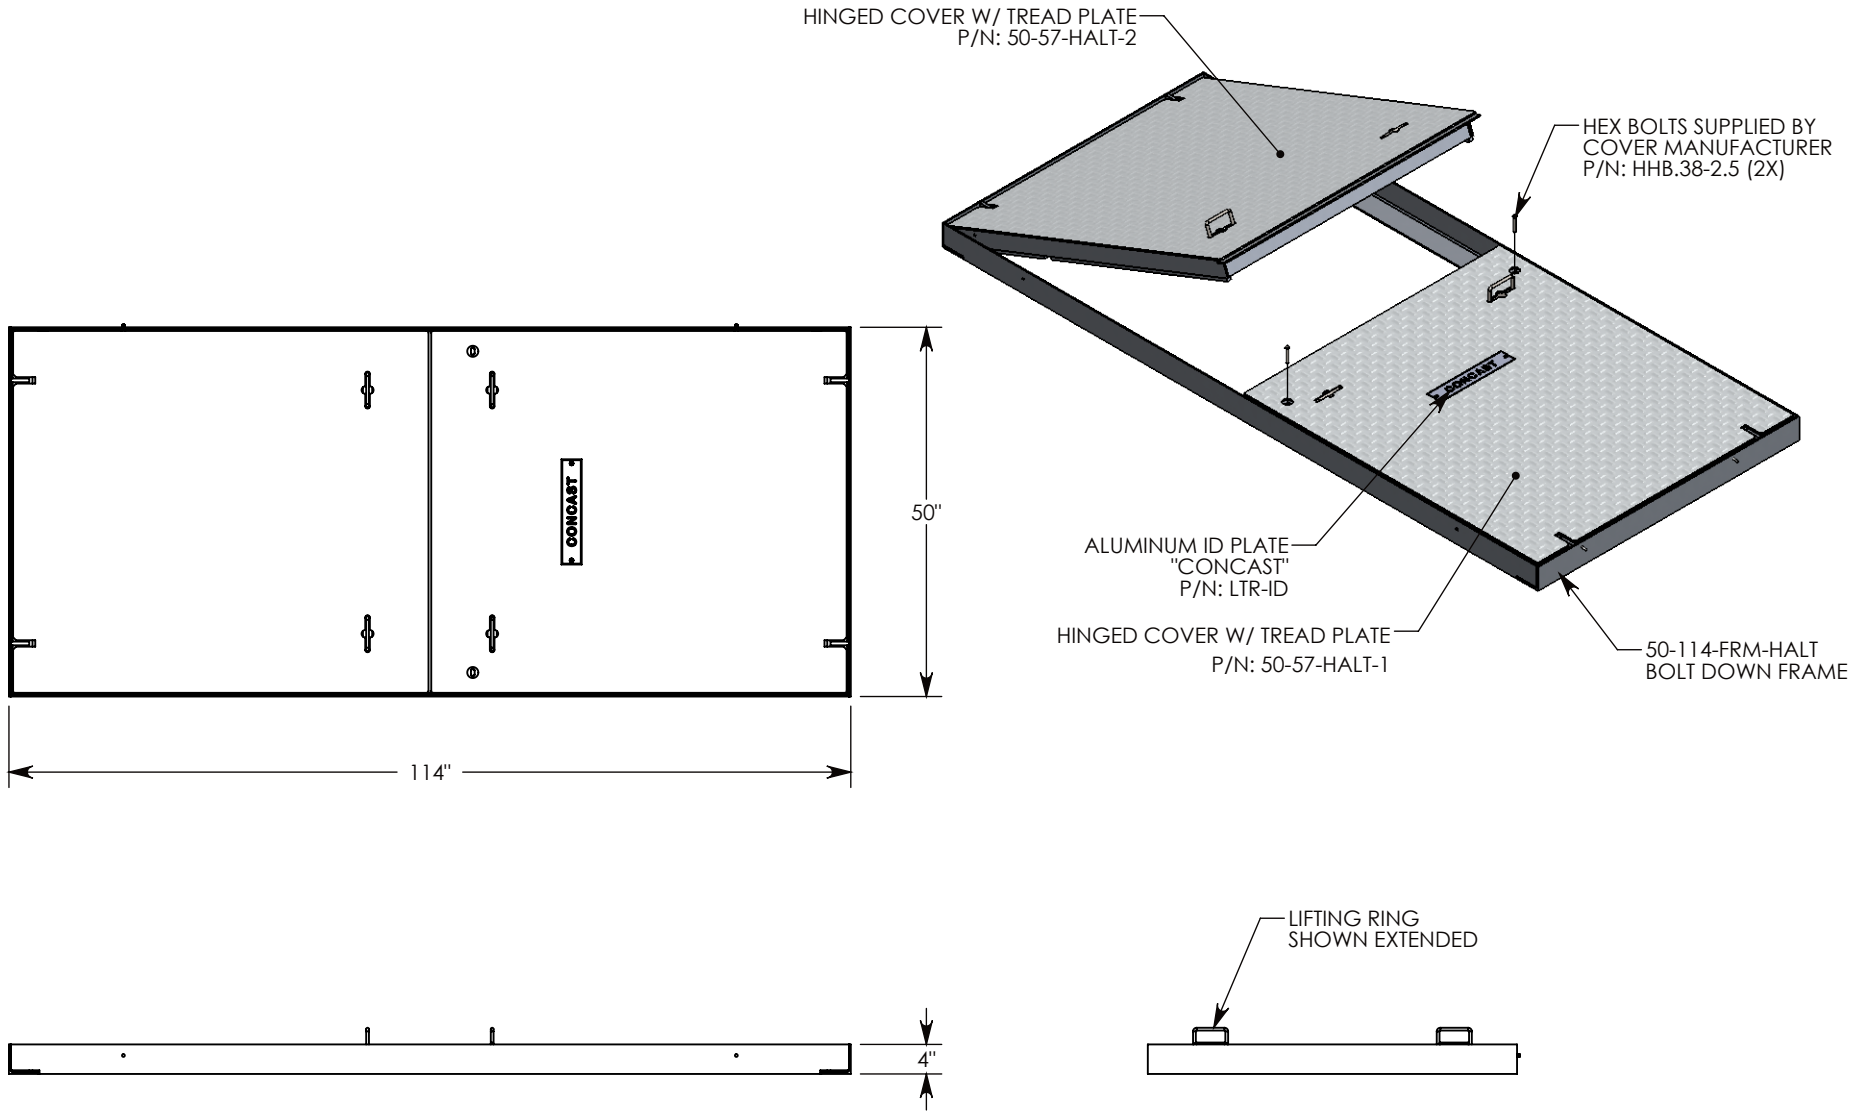 HINGED COVER W/ TREAD PLATE
P/N: 50-57-HALT-2
HEX BOLTS SUPPLIED BY
COVER MANUFACTURER
P/N: HHB.38-2.5 (2X)
CONCAST
ALUMINUM ID PLATE
"CONCAST"
P/N: LTR-ID
HINGED COVER W/ TREAD PLATE
P/N: 50-57-HALT-1
50-114-FRM-HALT
BOLT DOWN FRAME
CONCAST
50"
114"
LIFTING RING
SHOWN EXTENDED
4"